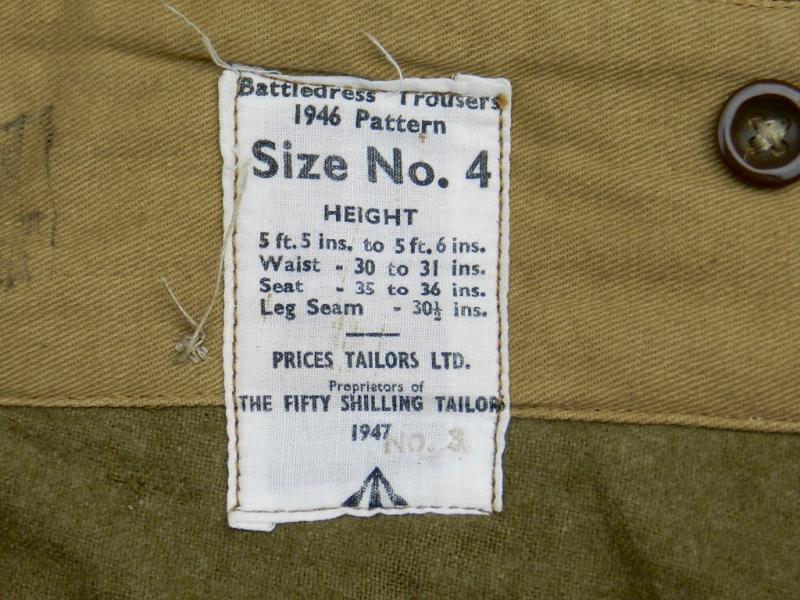 Battledress Trousers
1946 Pattern
Size No. 4
HEIGHT
5 ft. 5 ins. to 5 ft. 6 ins.
Waist - 30 to 31 ins.
Seat - 35 to 36 ins.
Leg Seam - 30½ ins.
PRICES TAILORS LTD.
Proprietors of
THE FIFTY SHILLING TAILOR
1947
NO. 3